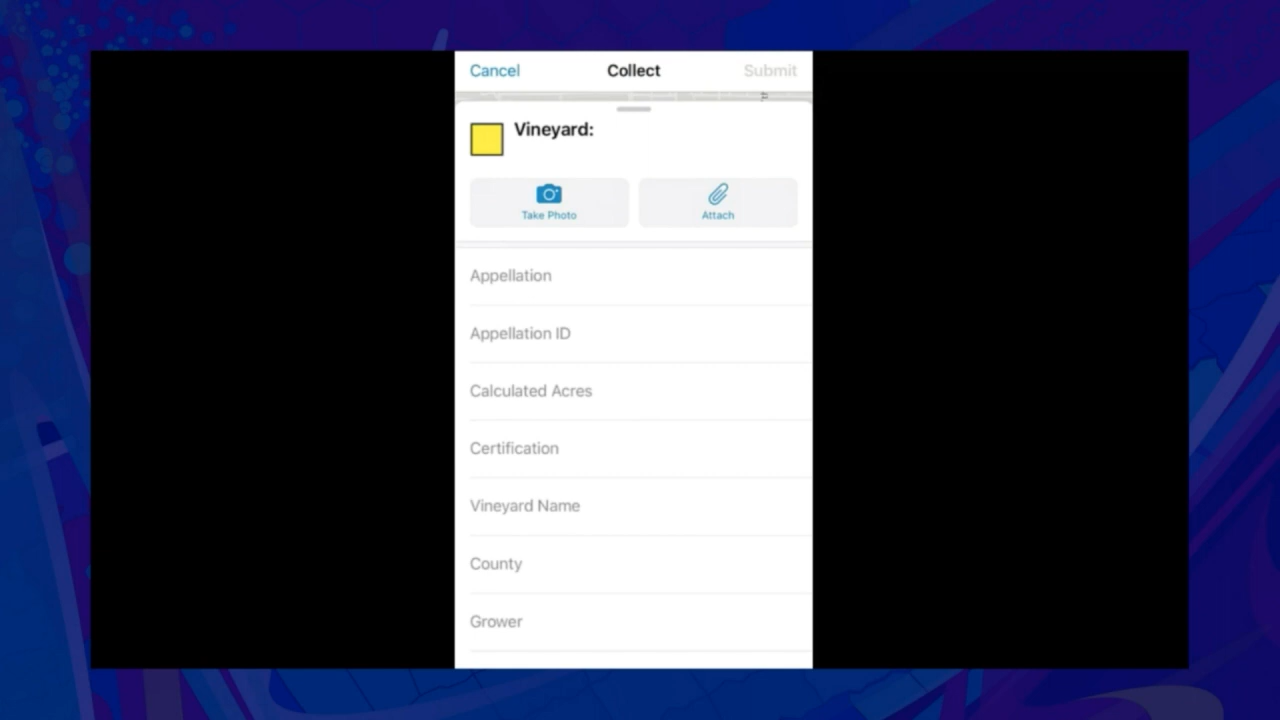 Cancel Collect Submit
Vineyard:
Take Photo Attach
Appellation
Appellation ID
Calculated Acres
Certification
Vineyard Name
County
Grower